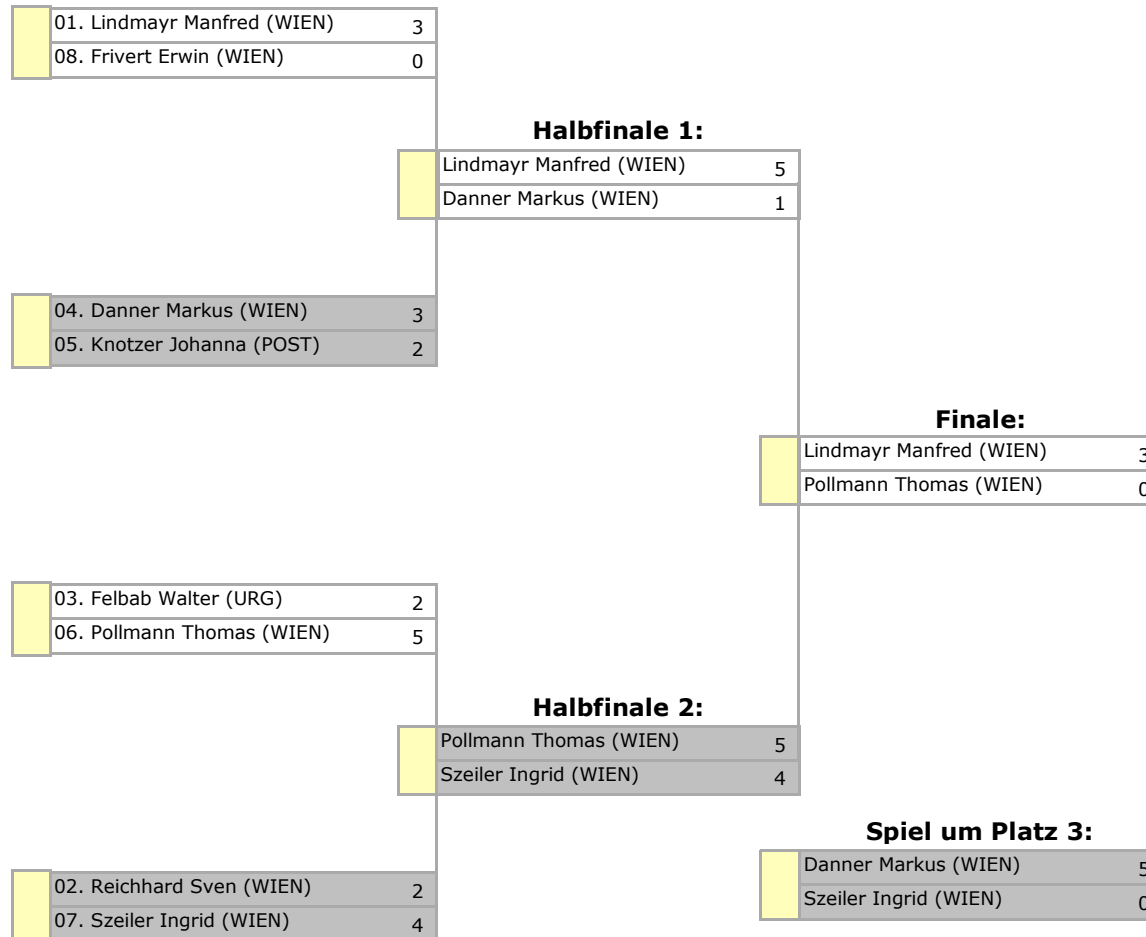 01. Lindmayr Manfred (WIEN) 3
08. Frivert Erwin (WIEN) 0
Halbfinale 1:
Lindmayr Manfred (WIEN) 5
Danner Markus (WIEN) 1
04. Danner Markus (WIEN) 3
05. Knotzer Johanna (POST) 2
Finale:
Lindmayr Manfred (WIEN) 3
Pollmann Thomas (WIEN) 0
03. Felbab Walter (URG) 2
06. Pollmann Thomas (WIEN) 5
Halbfinale 2:
Pollmann Thomas (WIEN) 5
Szeiler Ingrid (WIEN) 4
Spiel um Platz 3:
Danner Markus (WIEN) 5
Szeiler Ingrid (WIEN) 0
02. Reichhard Sven (WIEN) 2
07. Szeiler Ingrid (WIEN) 4